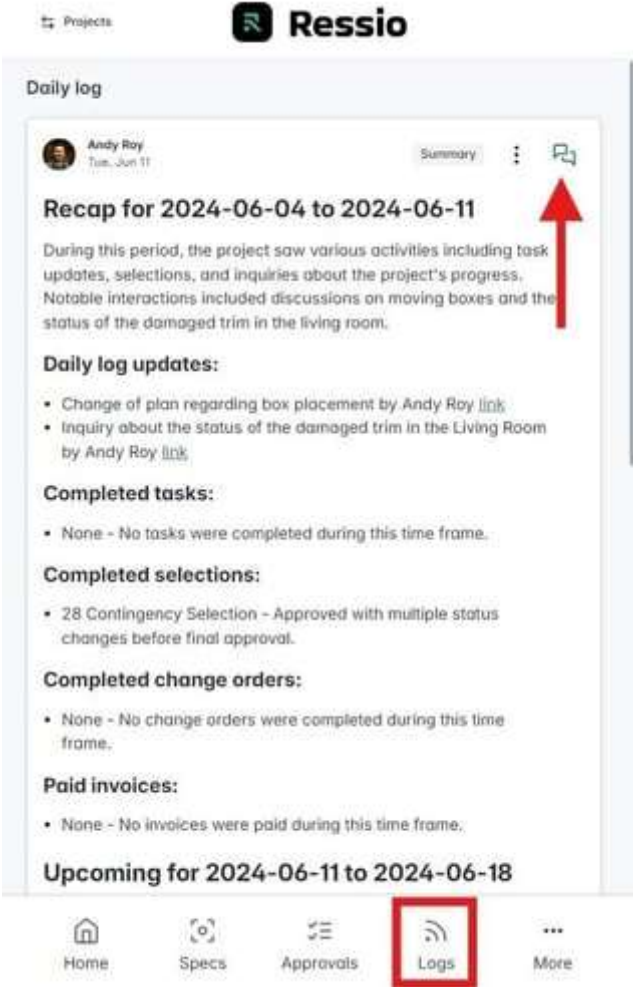 Projects
Ressio
Daily log
Andy Roy
Tue, Jun 11
Summary
Recap for 2024-06-04 to 2024-06-11
During this period, the project saw various activities including task
updates, selections, and inquiries about the project's progress.
Notable interactions included discussions on moving boxes and the
status of the damaged trim in the living room.
Daily log updates:
• Change of plan regarding box placement by Andy Roy link
• Inquiry about the status of the damaged trim in the Living Room
by Andy Roy link
Completed tasks:
• None - No tasks were completed during this time frame.
Completed selections:
• 28 Contingency Selection - Approved with multiple status
changes before final approval.
Completed change orders:
• None - No change orders were completed during this time
frame.
Paid invoices:
• None - No invoices were paid during this time frame.
Upcoming for 2024-06-11 to 2024-06-18
Home
Specs
Approvals
Logs
More